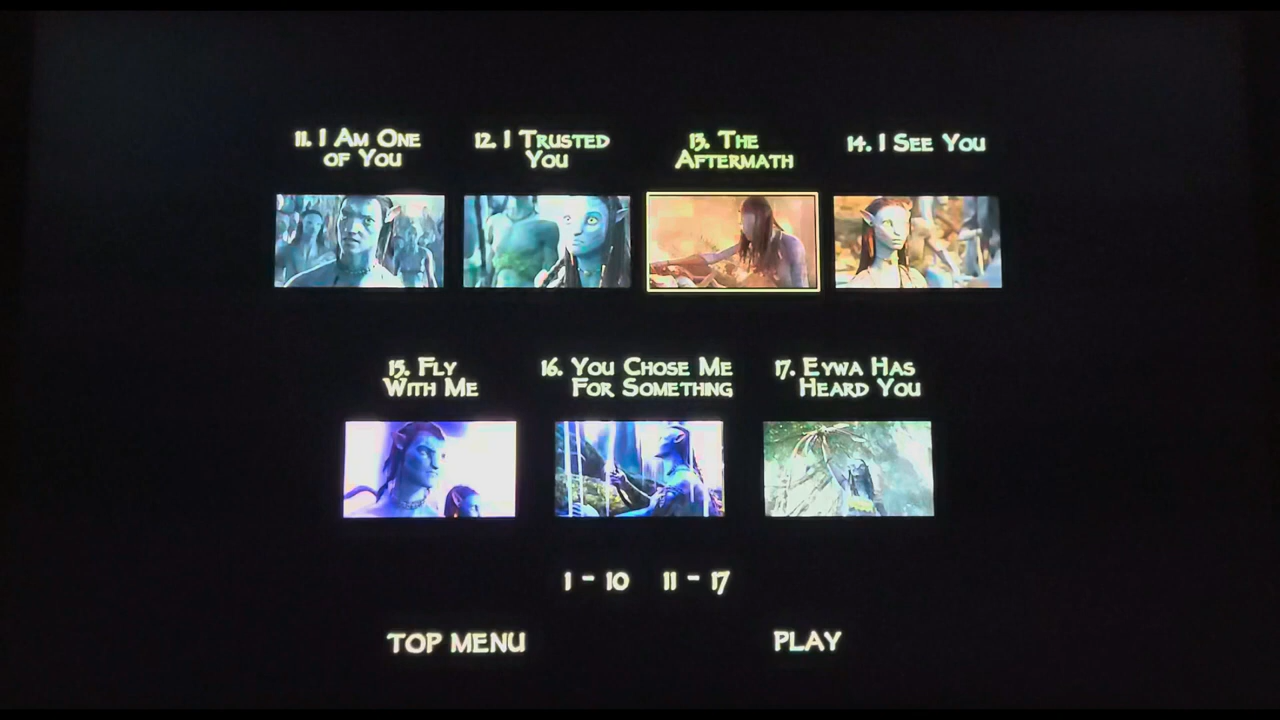 11. I Am One
of You
12. I Trusted
You
13. The
Aftermath
14. I See You
15. Fly
With Me
16. You Chose Me
For Something
17. Eywa Has
Heard You
1 - 10 11 - 17
TOP MENU PLAY